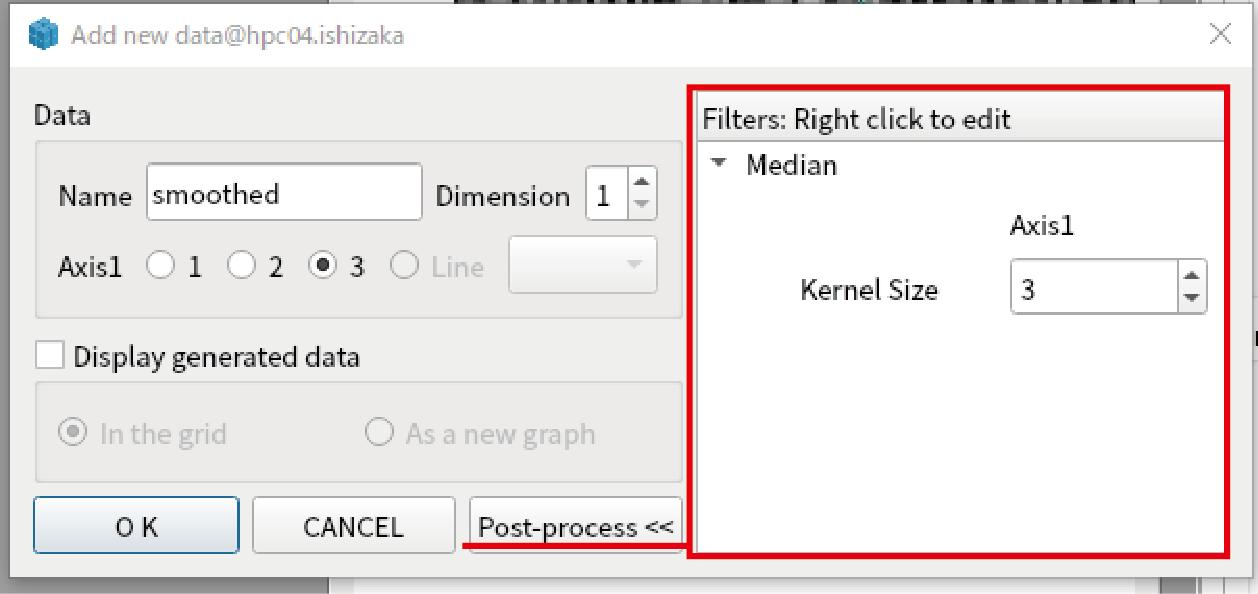 Add new data@hpc04.ishizaka
Data
Name smoothed Dimension 1
Axis1 1 2 3 Line
Display generated data
In the grid As a new graph
O K CANCEL Post-process <<
Filters: Right click to edit
Median
Axis1
Kernel Size 3